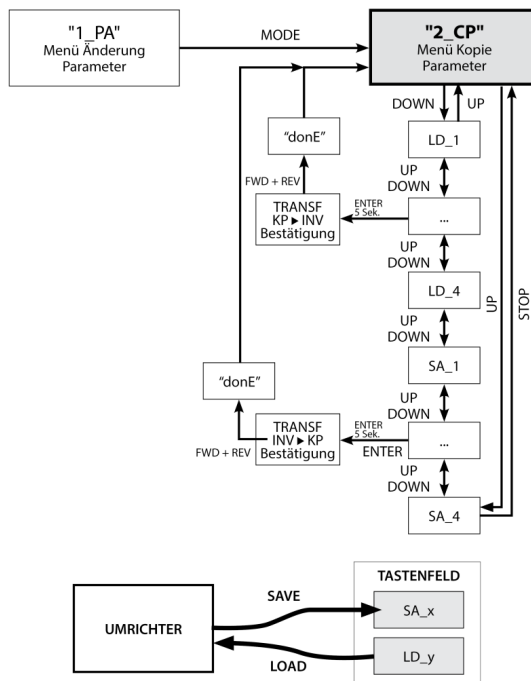 "1_PA"
Menü Änderung
Parameter
MODE
"2_CP"
Menü Kopie
Parameter
DOWN
UP
LD_1
"donE"
UP
DOWN
FWD + REV
TRANSF
KP ▶ INV
Bestätigung
ENTER
5 Sek.
...
UP
DOWN
LD_4
UP
DOWN
UP
STOP
SA_1
"donE"
UP
DOWN
FWD + REV
TRANSF
INV ▶ KP
Bestätigung
ENTER
5 Sek.
ENTER
...
UP
DOWN
SA_4
TASTENFELD
SAVE
SA_x
UMRICHTER
LOAD
LD_y